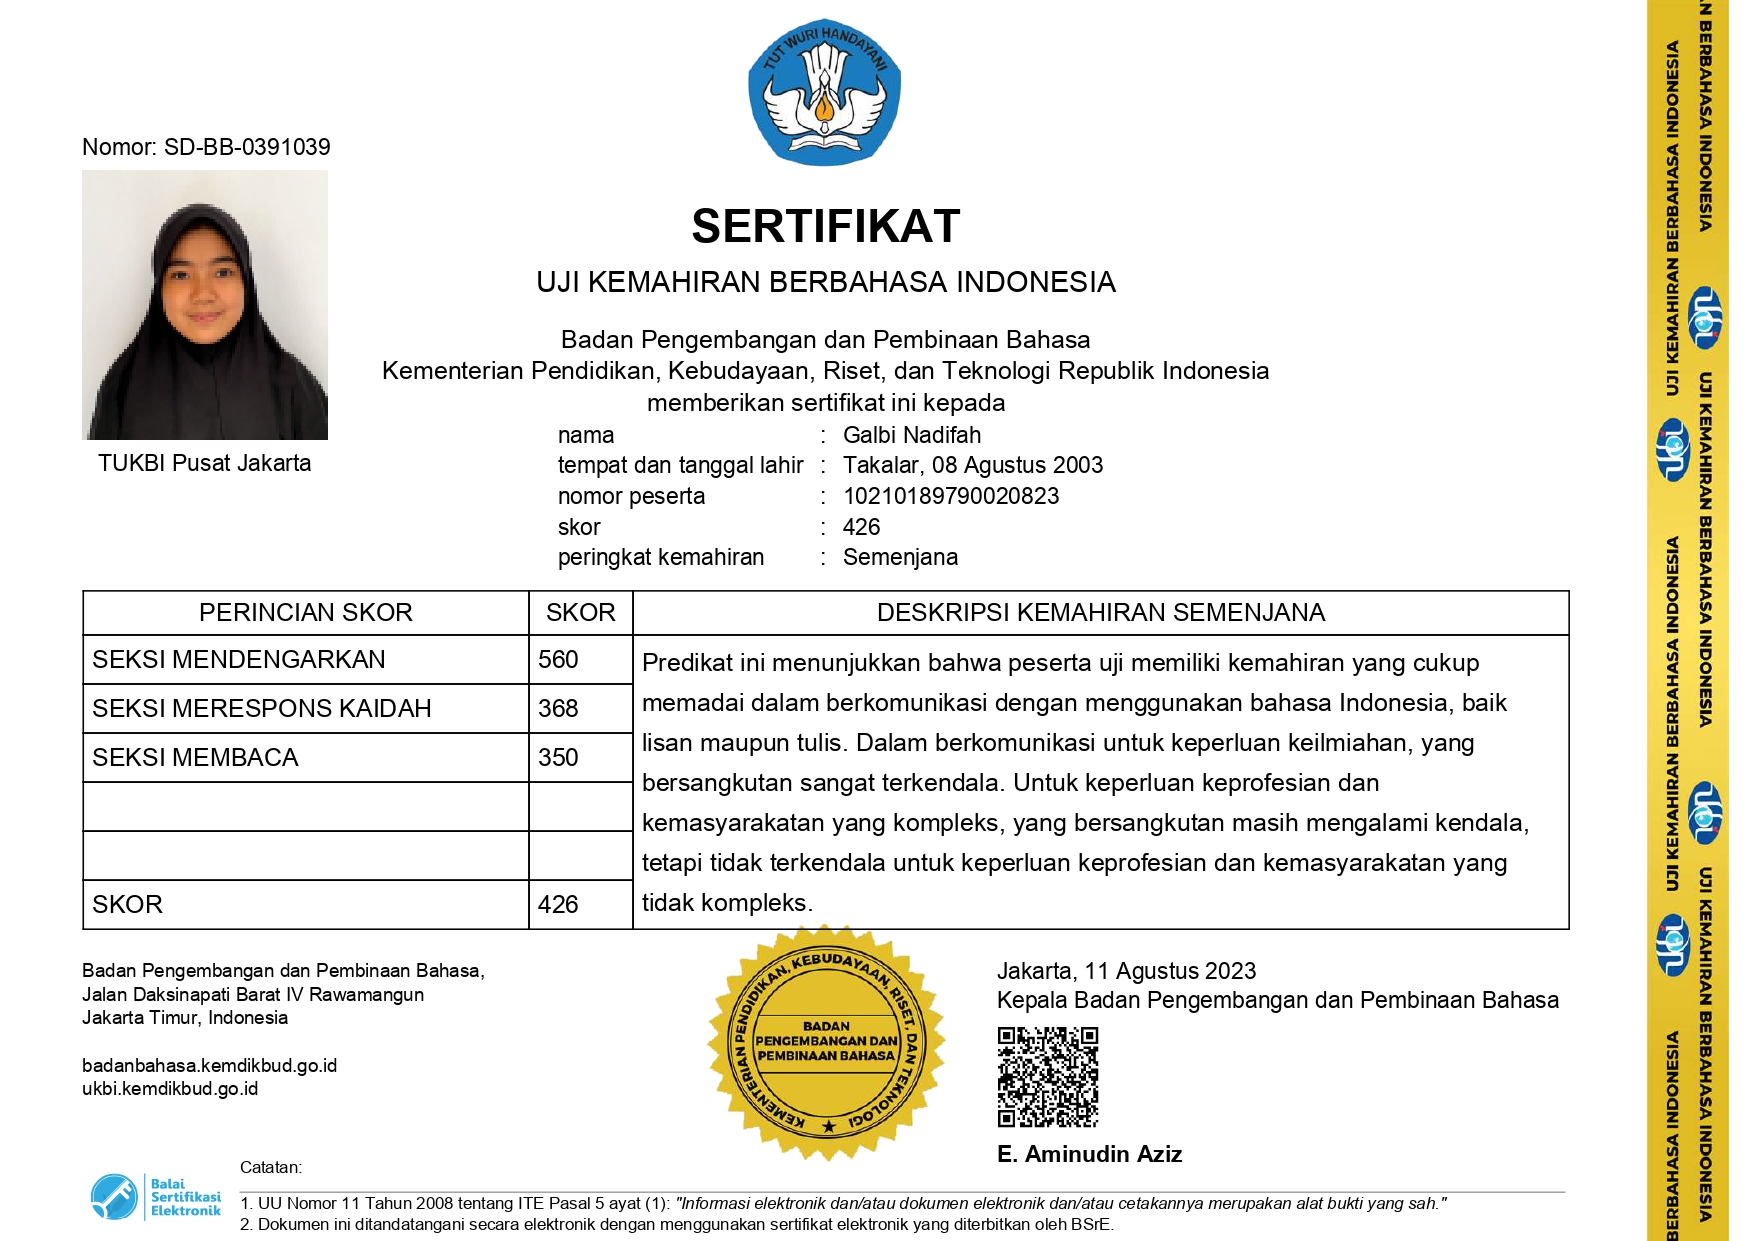 TUT WURI HANDAYANI
Nomor: SD-BB-0391039
SERTIFIKAT
UJI KEMAHIRAN BERBAHASA INDONESIA
Badan Pengembangan dan Pembinaan Bahasa
Kementerian Pendidikan, Kebudayaan, Riset, dan Teknologi Republik Indonesia
memberikan sertifikat ini kepada
TUKBI Pusat Jakarta
nama : Galbi Nadifah
tempat dan tanggal lahir : Takalar, 08 Agustus 2003
nomor peserta : 10210189790020823
skor : 426
peringkat kemahiran : Semenjana
PERINCIAN SKOR SKOR DESKRIPSI KEMAHIRAN SEMENJANA
SEKSI MENDENGARKAN 560
SEKSI MERESPONS KAIDAH 368
SEKSI MEMBACA 350
SKOR 426
Predikat ini menunjukkan bahwa peserta uji memiliki kemahiran yang cukup
memadai dalam berkomunikasi dengan menggunakan bahasa Indonesia, baik
lisan maupun tulis. Dalam berkomunikasi untuk keperluan keilmiahan, yang
bersangkutan sangat terkendala. Untuk keperluan keprofesian dan
kemasyarakatan yang kompleks, yang bersangkutan masih mengalami kendala,
tetapi tidak terkendala untuk keperluan keprofesian dan kemasyarakatan yang
tidak kompleks.
Badan Pengembangan dan Pembinaan Bahasa,
Jalan Daksinapati Barat IV Rawamangun
Jakarta Timur, Indonesia
badanbahasa.kemdikbud.go.id
ukbi.kemdikbud.go.id
KEMENTERIAN PENDIDIKAN, KEBUDAYAAN, RISET, DAN TEKNOLOGI
BADAN
PENGEMBANGAN DAN
PEMBINAAN BAHASA
Jakarta, 11 Agustus 2023
Kepala Badan Pengembangan dan Pembinaan Bahasa
E. Aminudin Aziz
Balai
Sertifikasi
Elektronik
Catatan:
1. UU Nomor 11 Tahun 2008 tentang ITE Pasal 5 ayat (1): "Informasi elektronik dan/atau dokumen elektronik dan/atau cetakannya merupakan alat bukti yang sah."
2. Dokumen ini ditandatangani secara elektronik dengan menggunakan sertifikat elektronik yang diterbitkan oleh BSrE.
UJI KEMAHIRAN BERBAHASA INDONESIA
ukbi
UJI KEMAHIRAN BERBAHASA INDONESIA
ukbi
BERBAHASA INDONESIA
N BERBAHASA INDONESIA
ukbi
UJI KEMAHIRAN BERBAHASA INDONESIA
ukbi
UJI KEMAHIRAN BERBAHASA INDONESIA